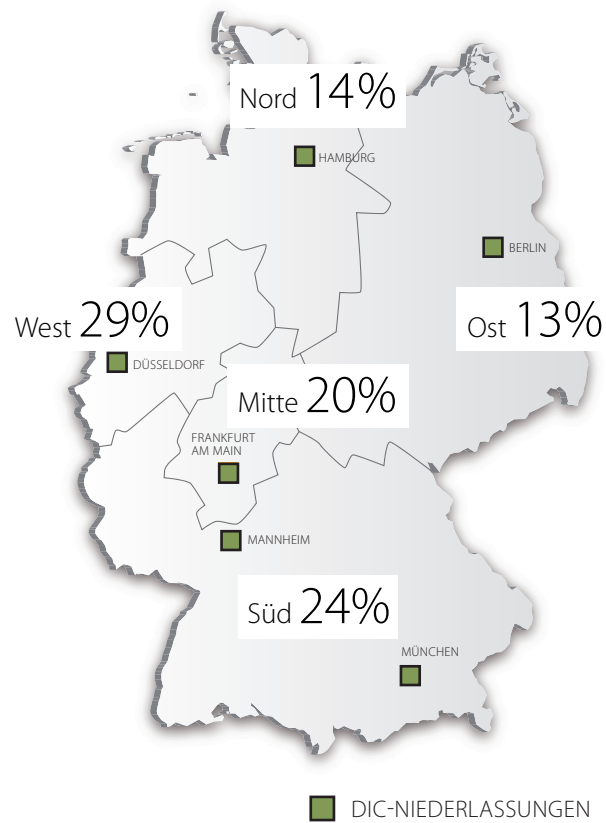 Nord 14%
HAMBURG
BERLIN
West 29%
Ost 13%
DÜSSELDORF
Mitte 20%
FRANKFURT
AM MAIN
MANNHEIM
Süd 24%
MÜNCHEN
DIC-NIEDERLASSUNGEN